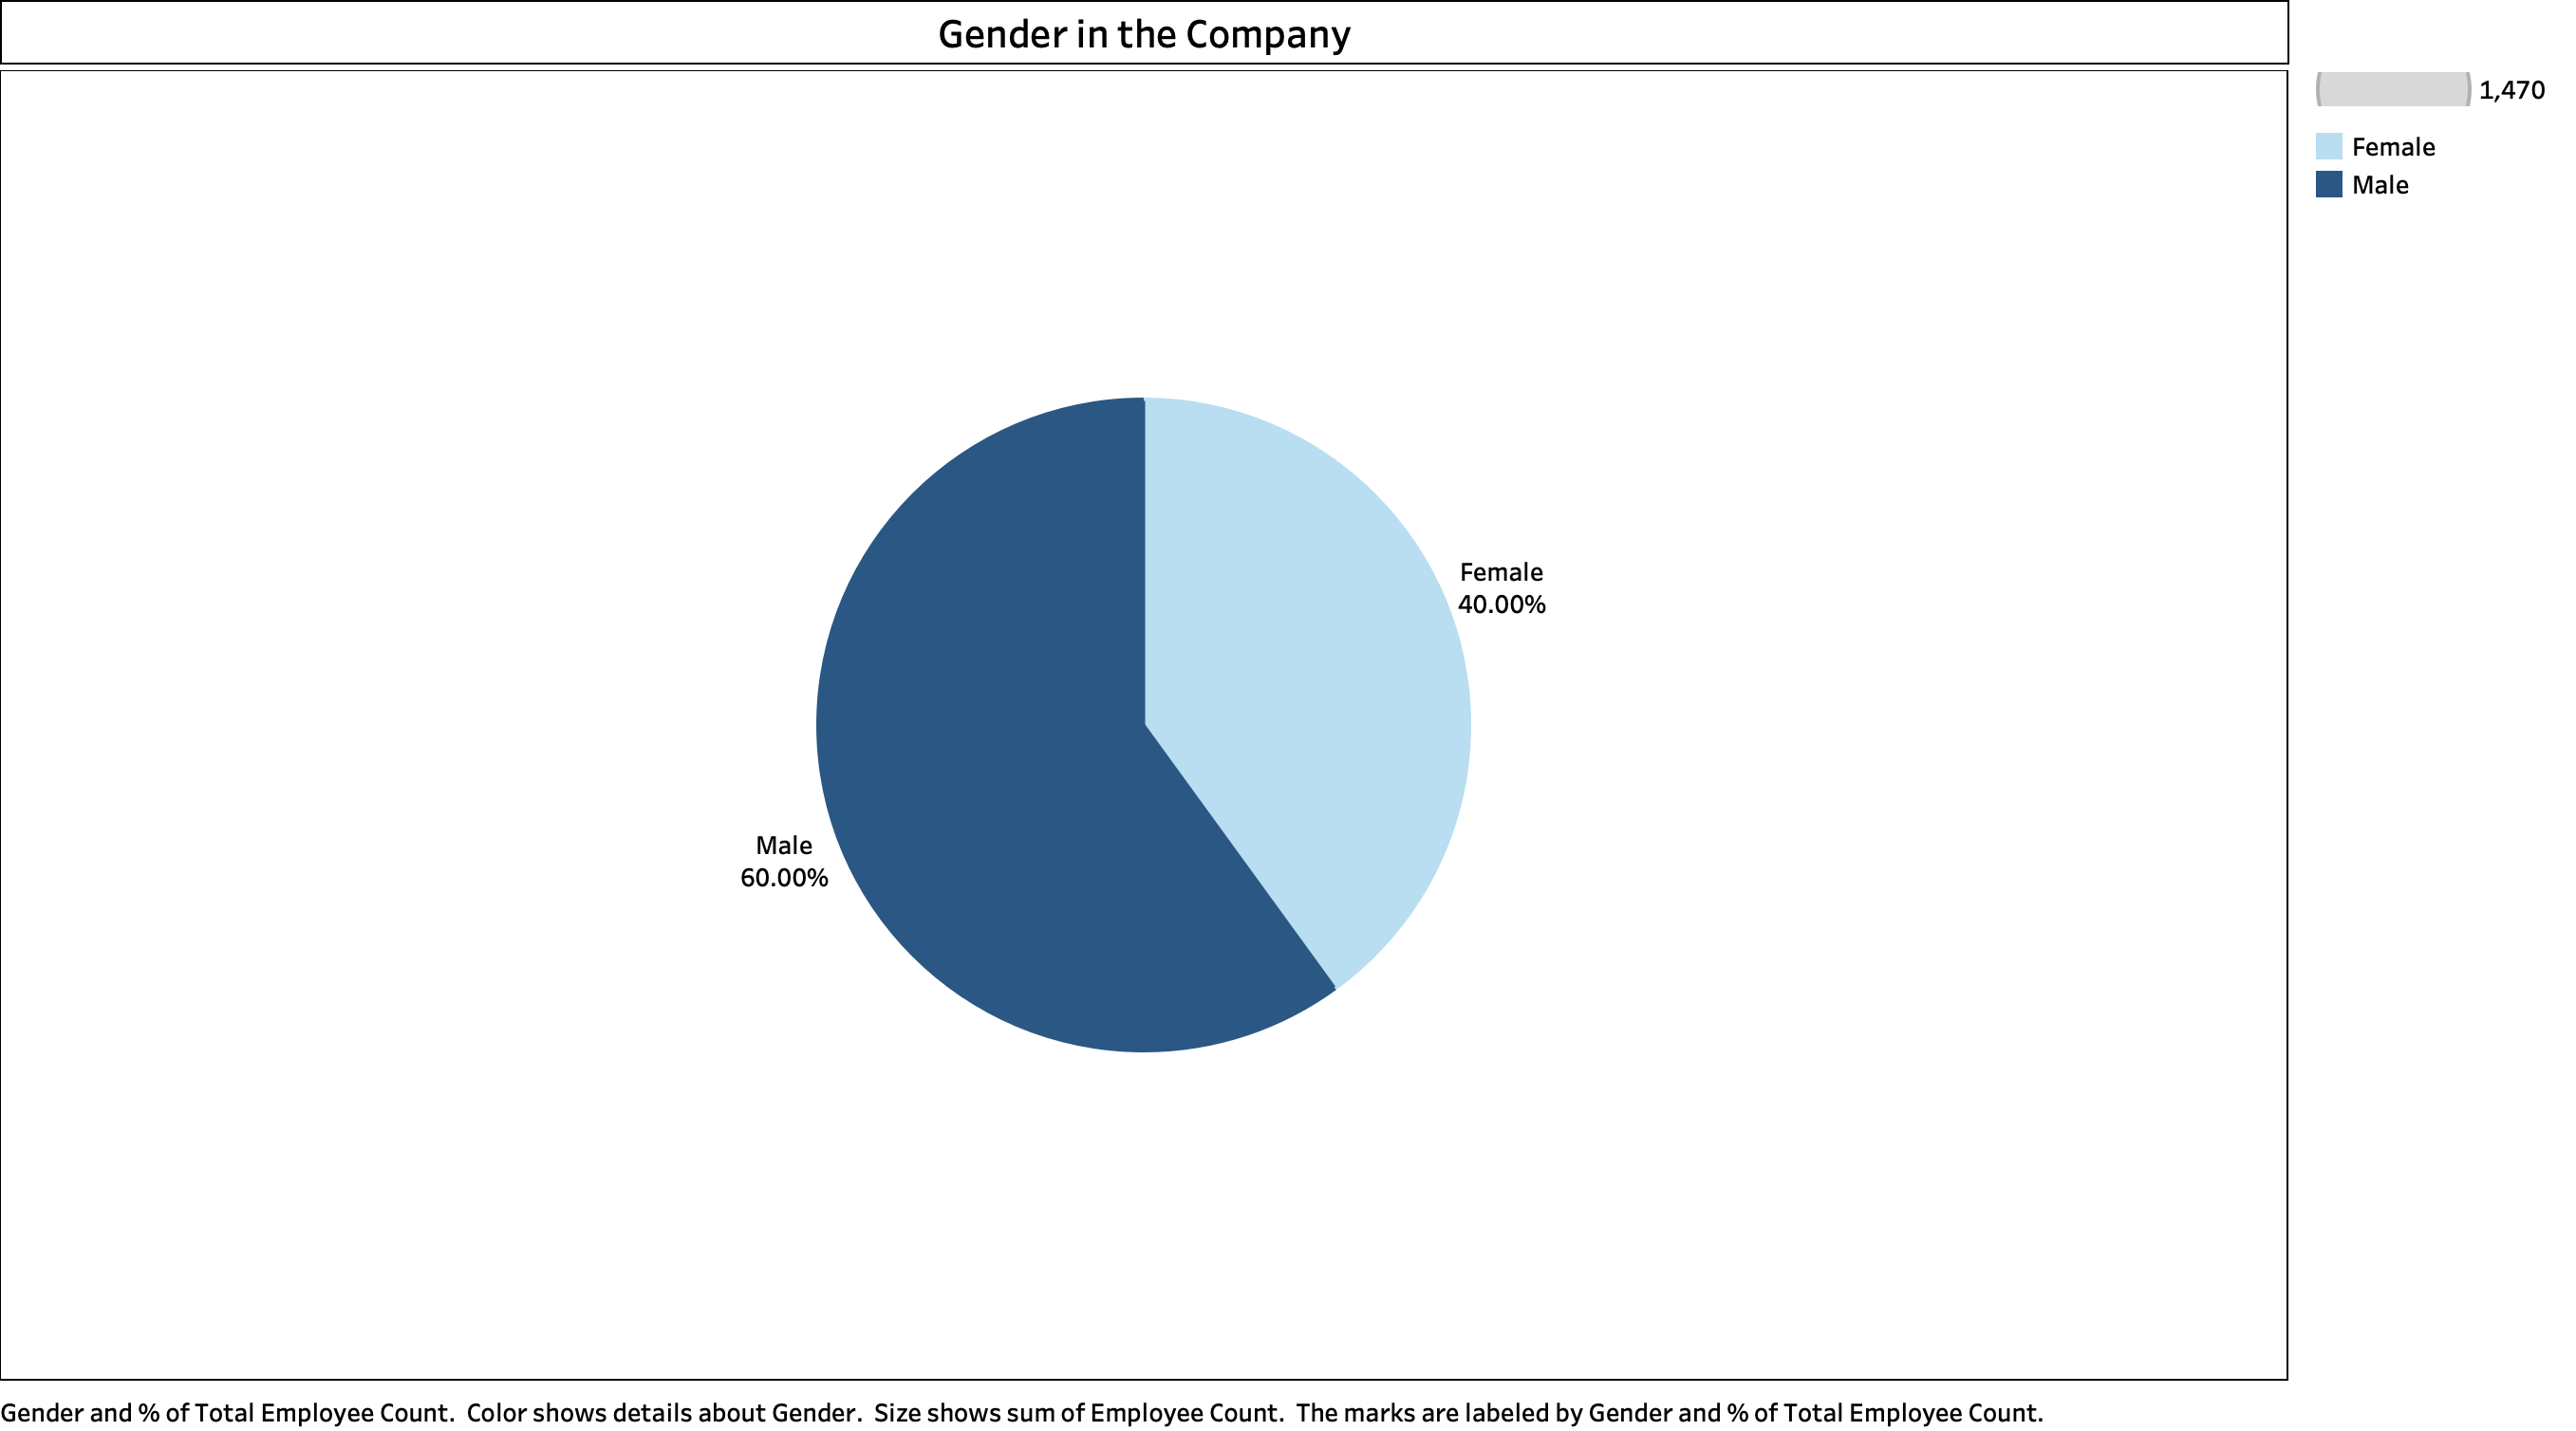 Gender in the Company
1,470
Female
Male
Female
40.00%
Male
60.00%
Gender and % of Total Employee Count.  Color shows details about Gender.  Size shows sum of Employee Count.  The marks are labeled by Gender and % of Total Employee Count.